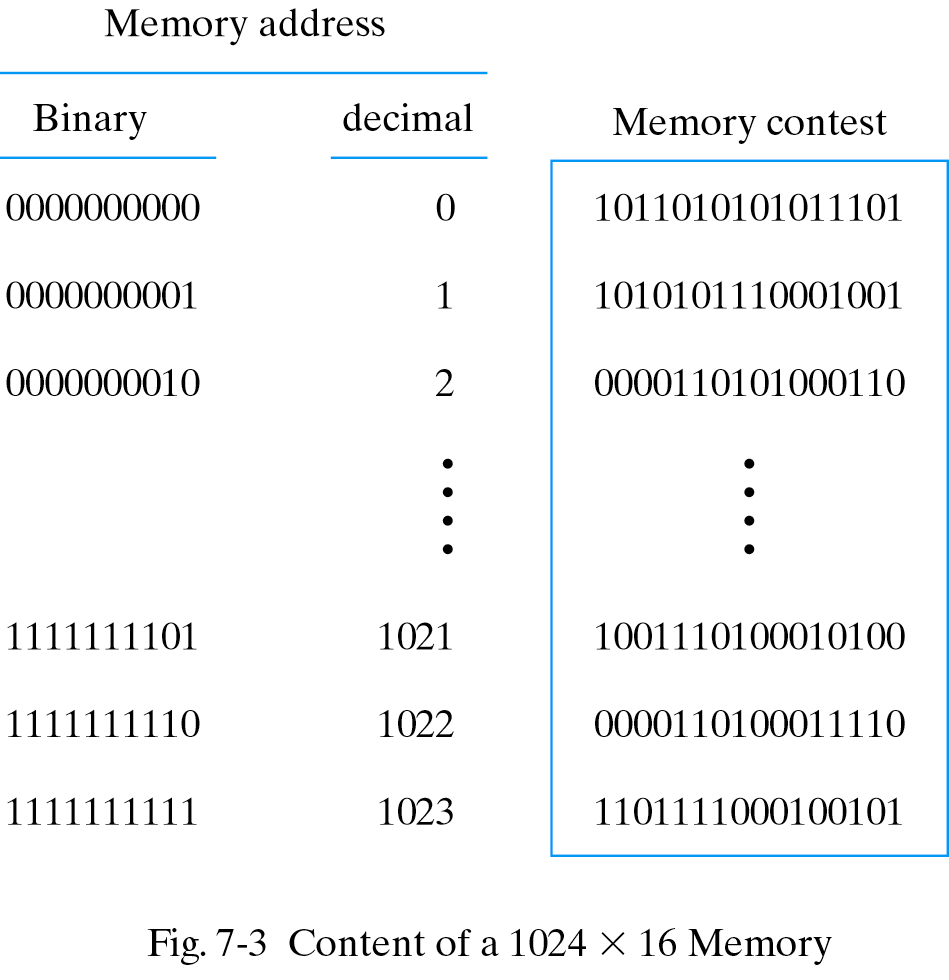 Memory address
Binary decimal Memory contest
0000000000 0 1011010101011101
0000000001 1 1010101110001001
0000000010 2 0000110101000110
1111111101 1021 1001110100010100
1111111110 1022 0000110100011110
1111111111 1023 1101111000100101
Fig. 7-3 Content of a 1024 × 16 Memory